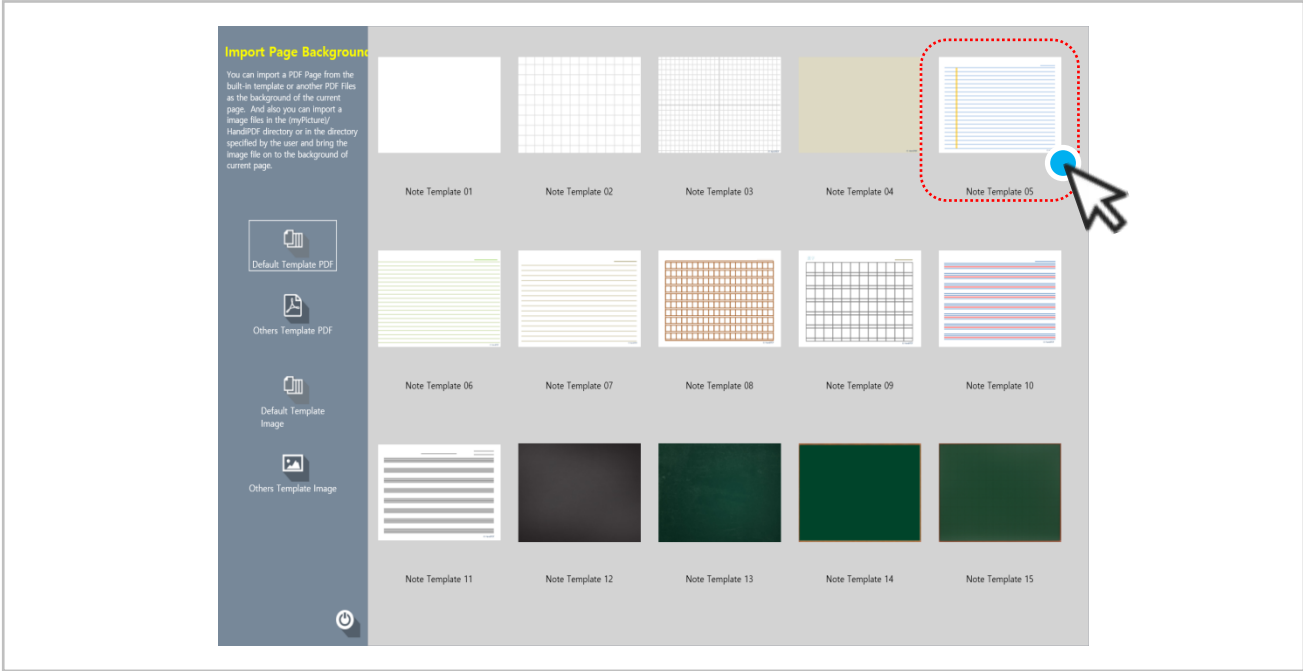 Import Page Background
You can import a PDF Page from the
built-in template or another PDF Files
as the background of the current
page.  And also you can import a
image files in the (myPicture)/
HandiPDF directory or in the directory
specified by the user and bring the
image file on to the background of
current page.
Default Template PDF
Others Template PDF
Default Template
Image
Others Template Image
Note Template 01
Note Template 02
Note Template 03
Note Template 04
Note Template 05
Note Template 06
Note Template 07
Note Template 08
Note Template 09
Note Template 10
Note Template 11
Note Template 12
Note Template 13
Note Template 14
Note Template 15